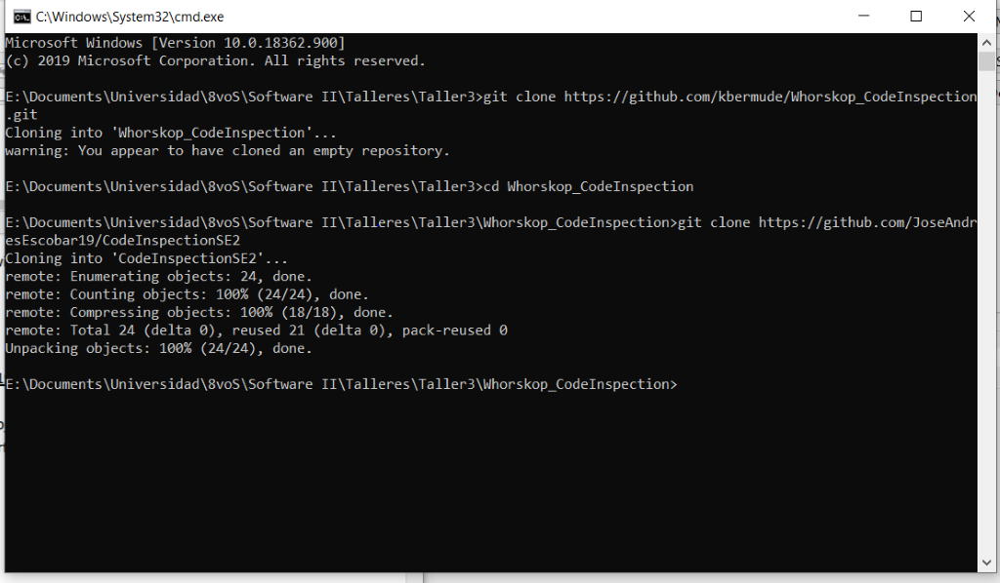 C:\Windows\System32\cmd.exe
Microsoft Windows [Version 10.0.18362.900]
(c) 2019 Microsoft Corporation. All rights reserved.
E:\Documents\Universidad\8voS\Software II\Talleres\Taller3>git clone https://github.com/kbermude/Whorskop_CodeInspection
.git
Cloning into 'Whorskop_CodeInspection'...
warning: You appear to have cloned an empty repository.
E:\Documents\Universidad\8voS\Software II\Talleres\Taller3>cd Whorskop_CodeInspection
E:\Documents\Universidad\8voS\Software II\Talleres\Taller3\Whorskop_CodeInspection>git clone https://github.com/JoseAndr
esEscobar19/CodeInspectionSE2
Cloning into 'CodeInspectionSE2'...
remote: Enumerating objects: 24, done.
remote: Counting objects: 100% (24/24), done.
remote: Compressing objects: 100% (18/18), done.
remote: Total 24 (delta 0), reused 21 (delta 0), pack-reused 0
Unpacking objects: 100% (24/24), done.
E:\Documents\Universidad\8voS\Software II\Talleres\Taller3\Whorskop_CodeInspection>